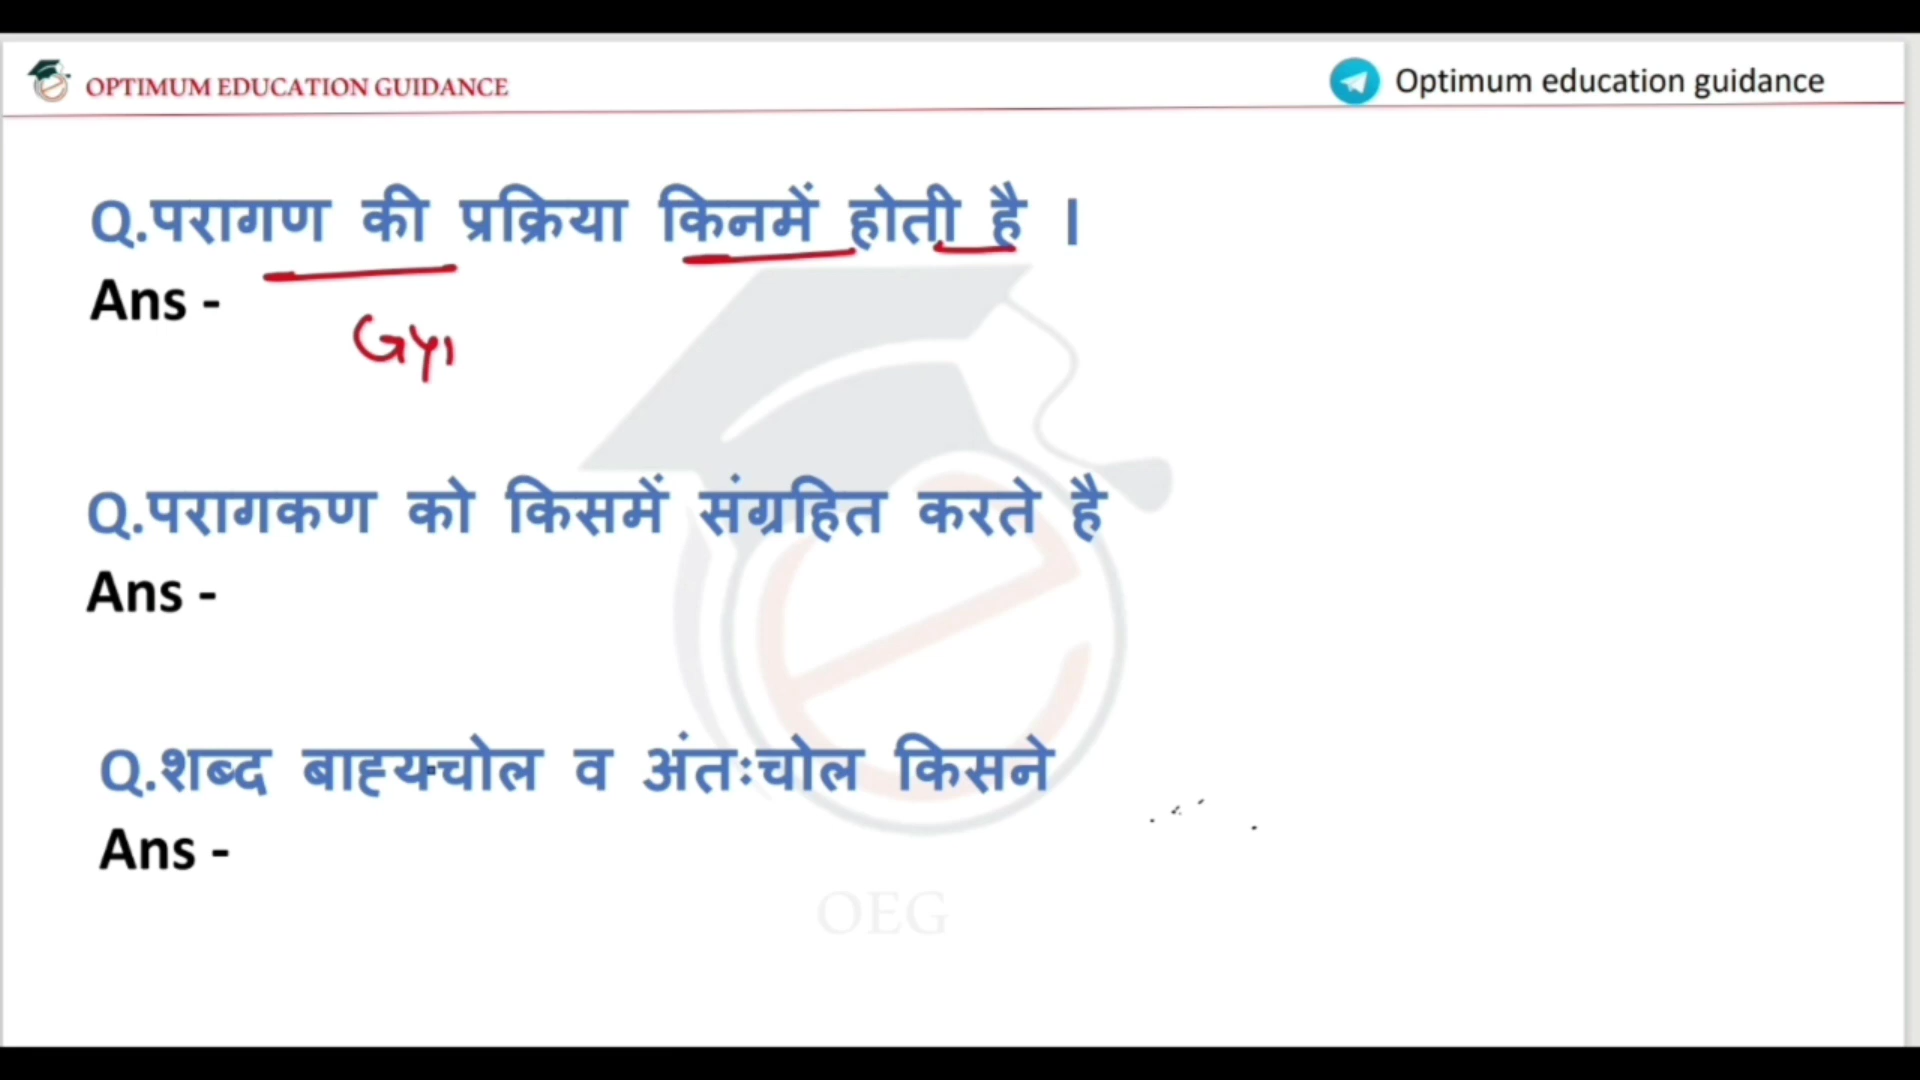 OPTIMUM EDUCATION GUIDANCE
Optimum education guidance
Q.परागण की प्रक्रिया किनमें होती है ।
Ans -
Gyı
Q.परागकण को किसमें संग्रहित करते है
Ans -
Q.शब्द बाह्यचोल व अंतःचोल किसने
Ans -
OEG